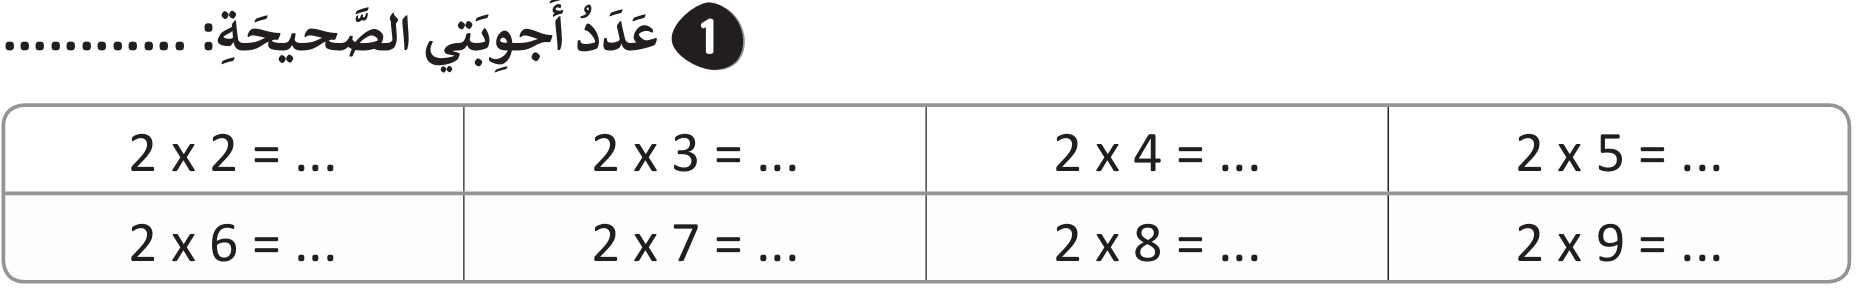 1 عَدَدُ أَجوِبَتي الصَّحيحَةِ: ............
2 x 2 = ... 2 x 3 = ... 2 x 4 = ... 2 x 5 = ...
2 x 6 = ... 2 x 7 = ... 2 x 8 = ... 2 x 9 = ...